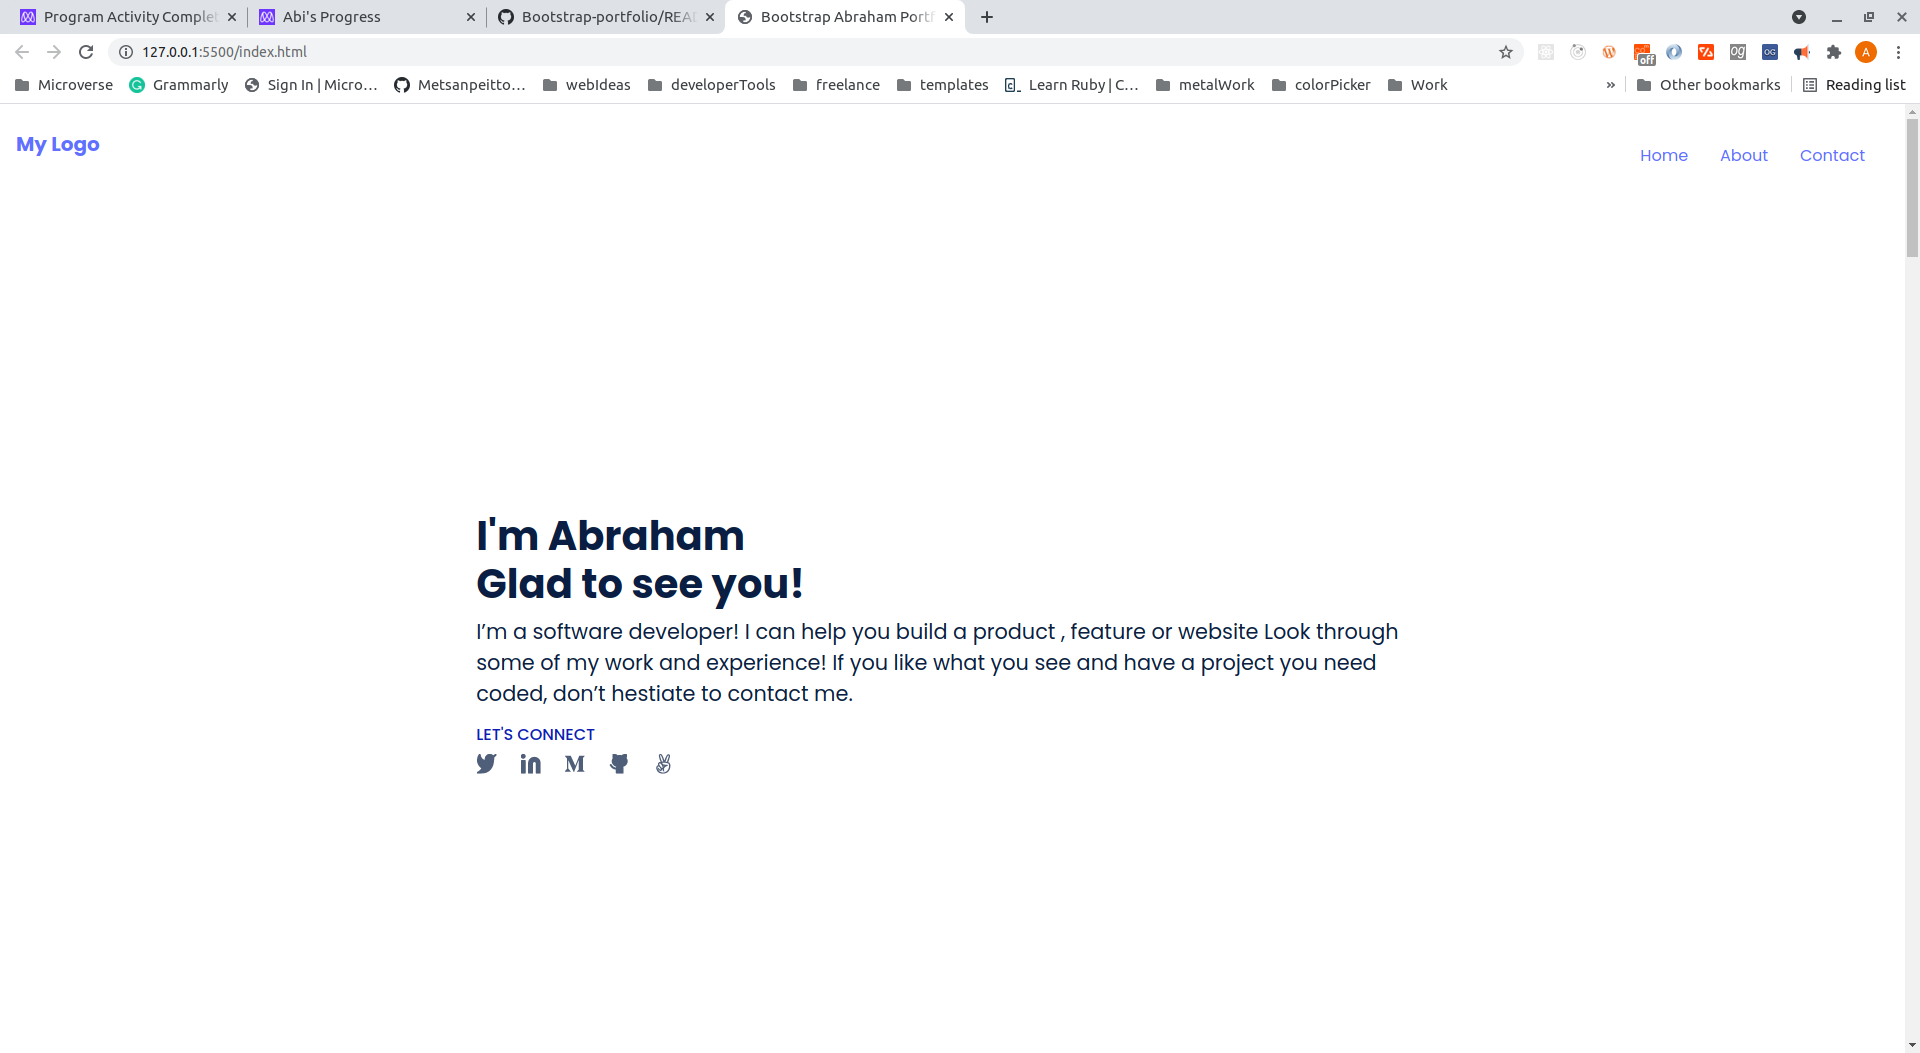 Program Activity Complet
Abi's Progress
Bootstrap-portfolio/REA
Bootstrap Abraham Portf
127.0.0.1:5500/index.html
off
og
OG
A
Microverse
Grammarly
Sign In | Micro…
Metsanpeitto…
webIdeas
developerTools
freelance
templates
Learn Ruby | C…
metalWork
colorPicker
Work
»
Other bookmarks
Reading list
My Logo
Home
About
Contact
I'm Abraham
Glad to see you!
I’m a software developer! I can help you build a product , feature or website Look through
some of my work and experience! If you like what you see and have a project you need
coded, don’t hestiate to contact me.
LET'S CONNECT